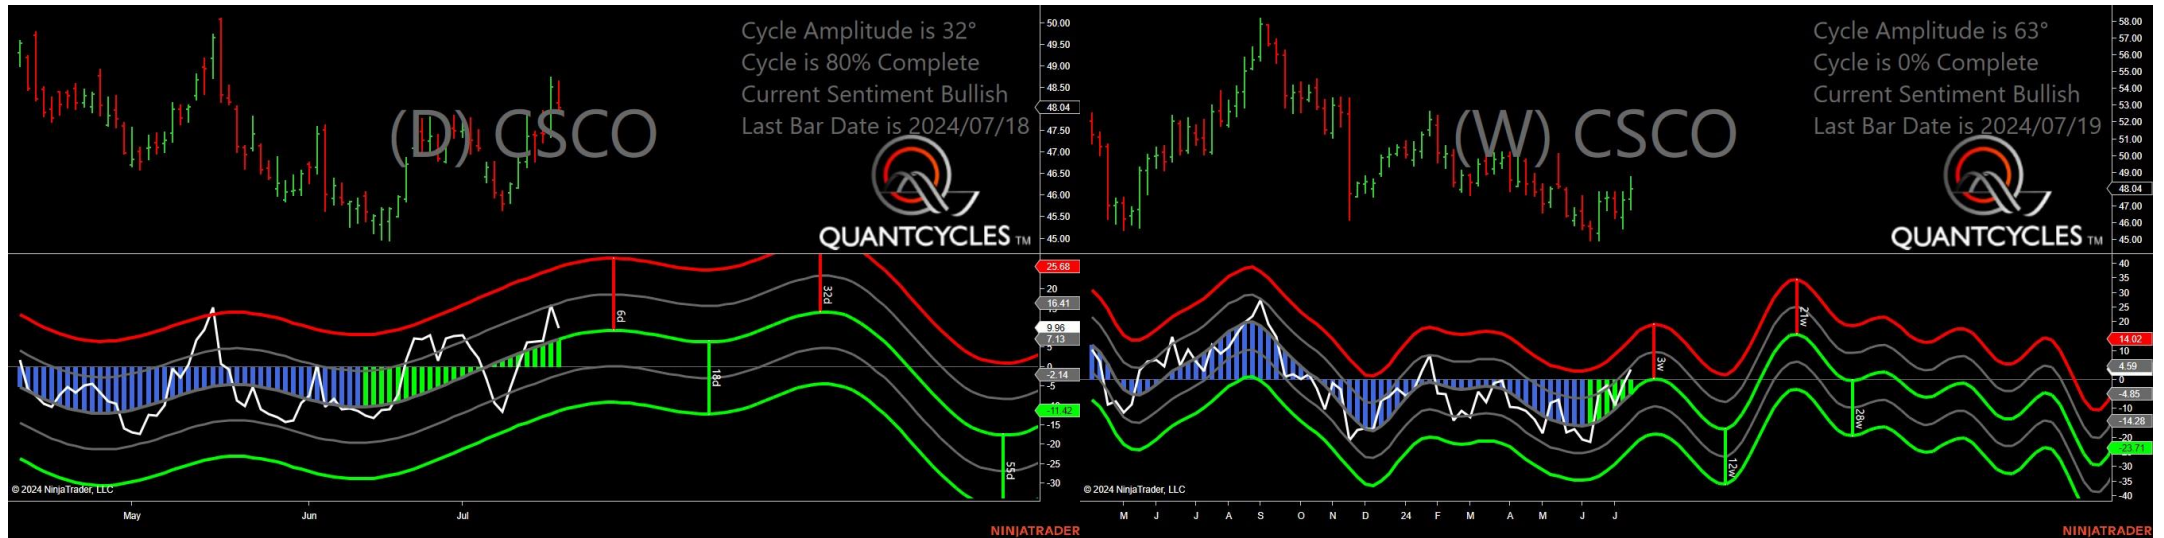 Cycle Amplitude is 32°
Cycle is 80% Complete
Current Sentiment Bullish
Last Bar Date is 2024/07/18
(D) CSCO
QUANTCYCLES TM
50.00
49.50
49.00
48.50
48.04
47.50
47.00
46.50
46.00
45.50
45.00
25.68
20
16.41
9.96
7.13
-2.14
-5
-11.42
-15
-20
-25
-30
6d
18d
32d
55d
© 2024 NinjaTrader, LLC
May
Jun
Jul
NINJATRADER
Cycle Amplitude is 63°
Cycle is 0% Complete
Current Sentiment Bullish
Last Bar Date is 2024/07/19
(W) CSCO
QUANTCYCLES TM
58.00
57.00
56.00
55.00
54.00
53.00
52.00
51.00
50.00
49.00
48.04
47.00
46.00
45.00
40
35
30
25
20
14.02
10
4.59
0
-4.85
-10
-14.28
-20
-23.71
-30
-35
-40
3w
12w
21w
28w
© 2024 NinjaTrader, LLC
M
J
J
A
S
O
N
D
24
F
M
A
M
J
J
NINJATRADER